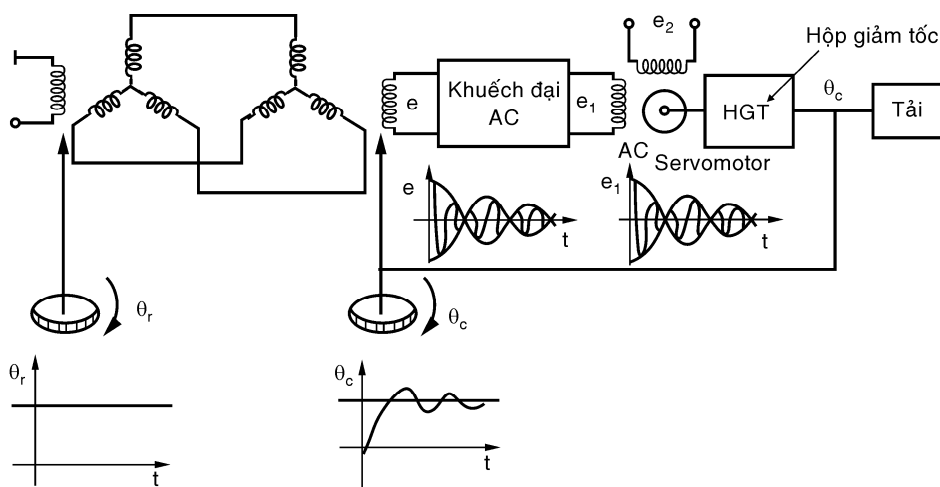 e₂
Hộp giảm tốc
e
Khuếch đại
AC
e₁
HGT
θc
Tải
AC
Servomotor
e
t
e₁
t
θr
θc
θr
t
θc
t